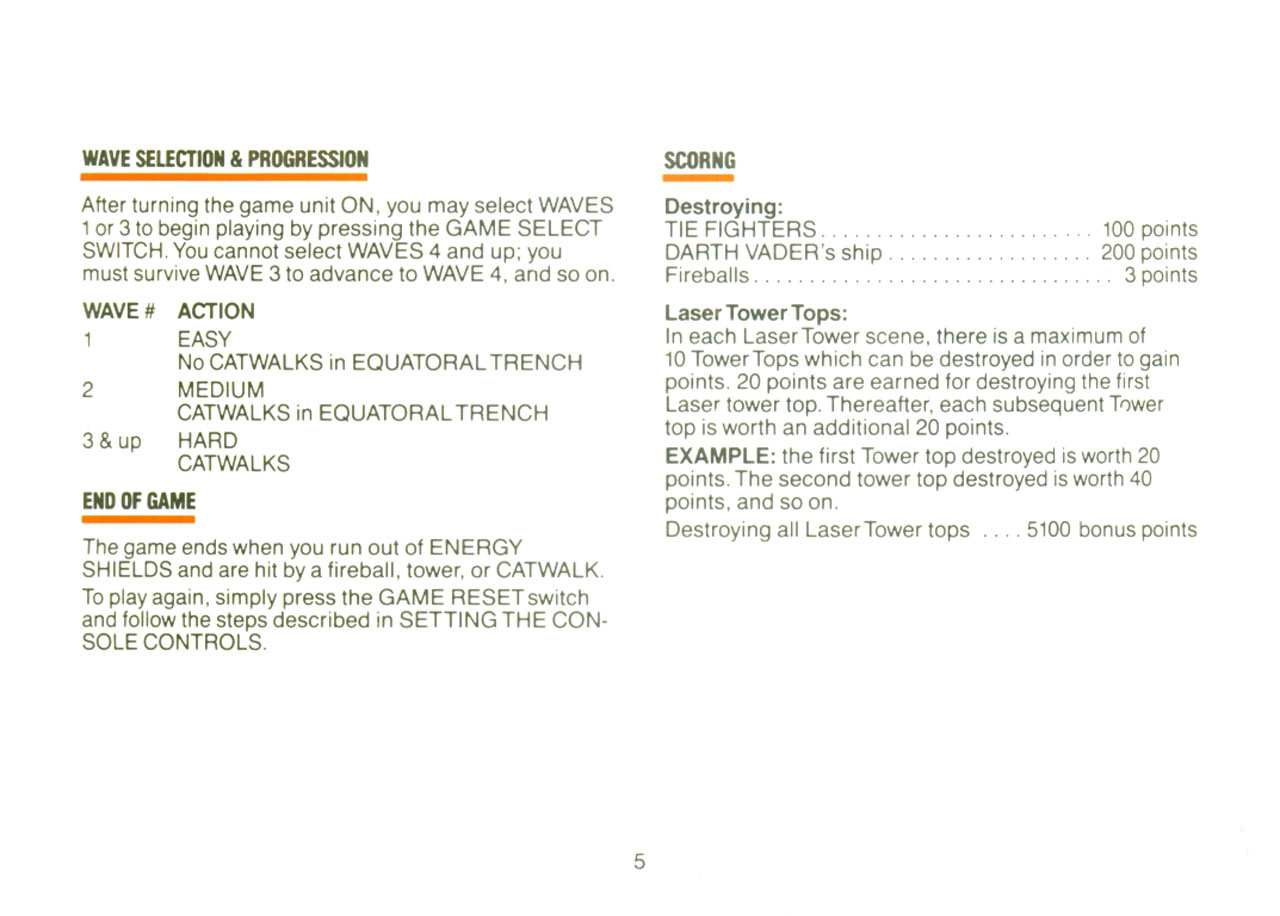 WAVE SELECTION & PROGRESSION
After turning the game unit ON, you may select WAVES
1 or 3 to begin playing by pressing the GAME SELECT
SWITCH. You cannot select WAVES 4 and up; you
must survive WAVE 3 to advance to WAVE 4, and so on.
WAVE # ACTION
1 EASY
No CATWALKS in EQUATORAL TRENCH
2 MEDIUM
CATWALKS in EQUATORAL TRENCH
3 & up HARD
CATWALKS
END OF GAME
The game ends when you run out of ENERGY
SHIELDS and are hit by a fireball, tower, or CATWALK.
To play again, simply press the GAME RESET switch
and follow the steps described in SETTING THE CON-
SOLE CONTROLS.
SCORNG
Destroying:
TIE FIGHTERS . . . . . . . . . . . . . . . . . . . . . . . . . 100 points
DARTH VADER's ship . . . . . . . . . . . . . . . . . . . 200 points
Fireballs . . . . . . . . . . . . . . . . . . . . . . . . . . . . . . . . . 3 points
Laser Tower Tops:
In each Laser Tower scene, there is a maximum of
10 Tower Tops which can be destroyed in order to gain
points. 20 points are earned for destroying the first
Laser tower top. Thereafter, each subsequent Tower
top is worth an additional 20 points.
EXAMPLE: the first Tower top destroyed is worth 20
points. The second tower top destroyed is worth 40
points, and so on.
Destroying all Laser Tower tops . . . . 5100 bonus points
5